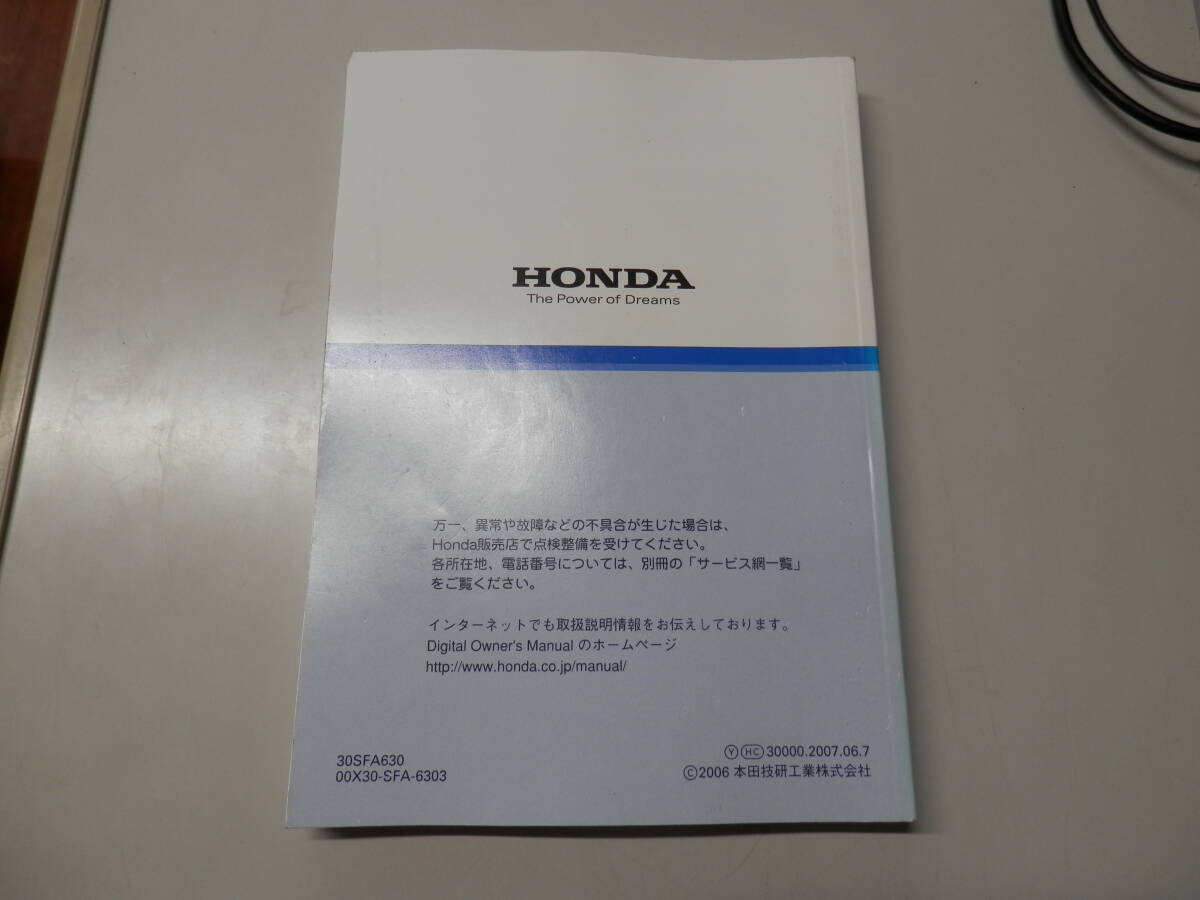 HONDA
The Power of Dreams
万一、異常や故障などの不具合が生じた場合は、
Honda販売店で点検整備を受けてください。
各所在地、電話番号については、別冊の「サービス網一覧」
をご覧ください。
インターネットでも取扱説明情報をお伝えしております。
Digital Owner's Manual のホームページ
http://www.honda.co.jp/manual/
30SFA630
00X30-SFA-6303
Ⓨ HC 30000.2007.06.7
©2006 本田技研工業株式会社